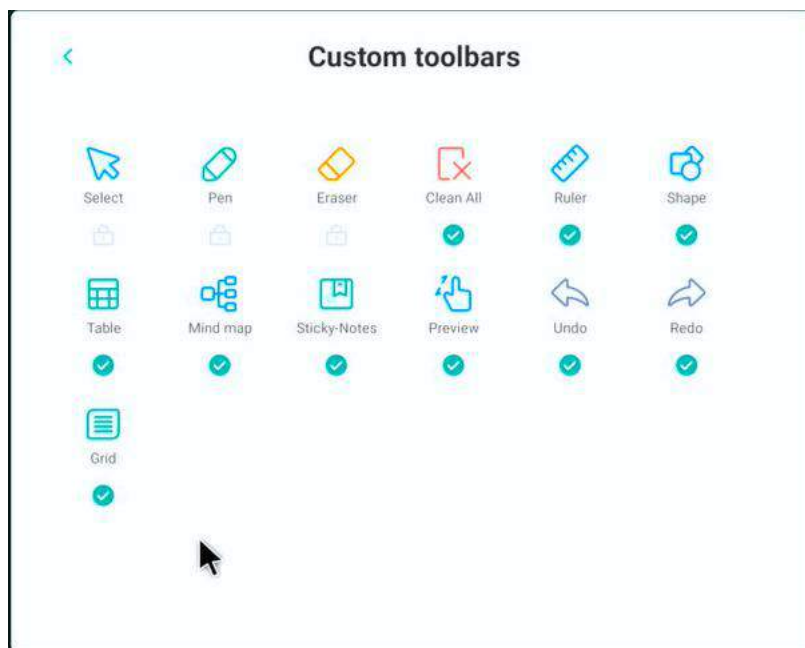 Custom toolbars
Select Pen Eraser Clean All Ruler Shape
Table Mind map Sticky-Notes Preview Undo Redo
Grid